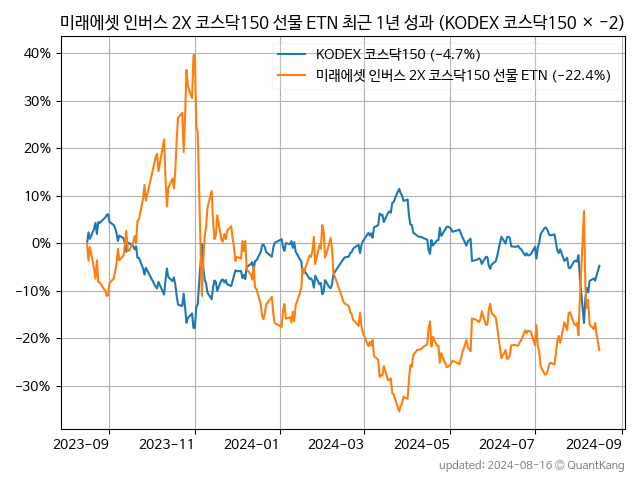 미래에셋 인버스 2X 코스닥150 선물 ETN 최근 1년 성과 (KODEX 코스닥150 × -2)
KODEX 코스닥150 (-4.7%)
미래에셋 인버스 2X 코스닥150 선물 ETN (-22.4%)
40%
30%
20%
10%
0%
-10%
-20%
-30%
2023-09 2023-11 2024-01 2024-03 2024-05 2024-07 2024-09
updated: 2024-08-16 © QuantKang